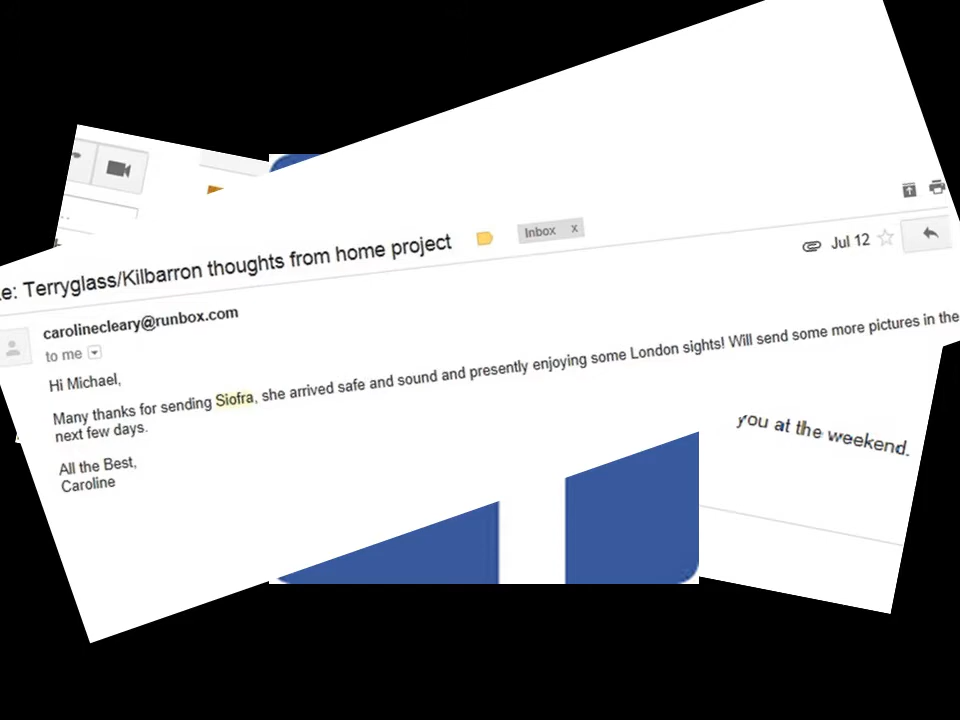 e: Terryglass/Kilbarron thoughts from home project
Inbox x
Jul 12
carolinecleary@runbox.com
to me
Hi Michael,
Many thanks for sending Siofra, she arrived safe and sound and presently enjoying some London sights! Will send some more pictures in the
next few days.
All the Best,
Caroline
you at the weekend.